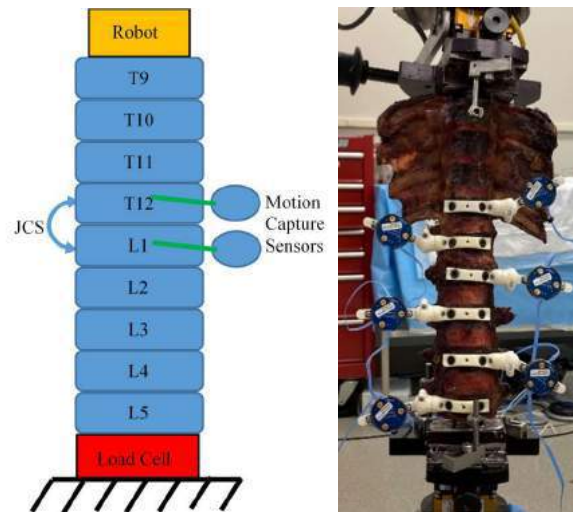 Robot
T9
T10
T11
T12
JCS
L1
Motion
Capture
Sensors
L2
L3
L4
L5
Load Cell